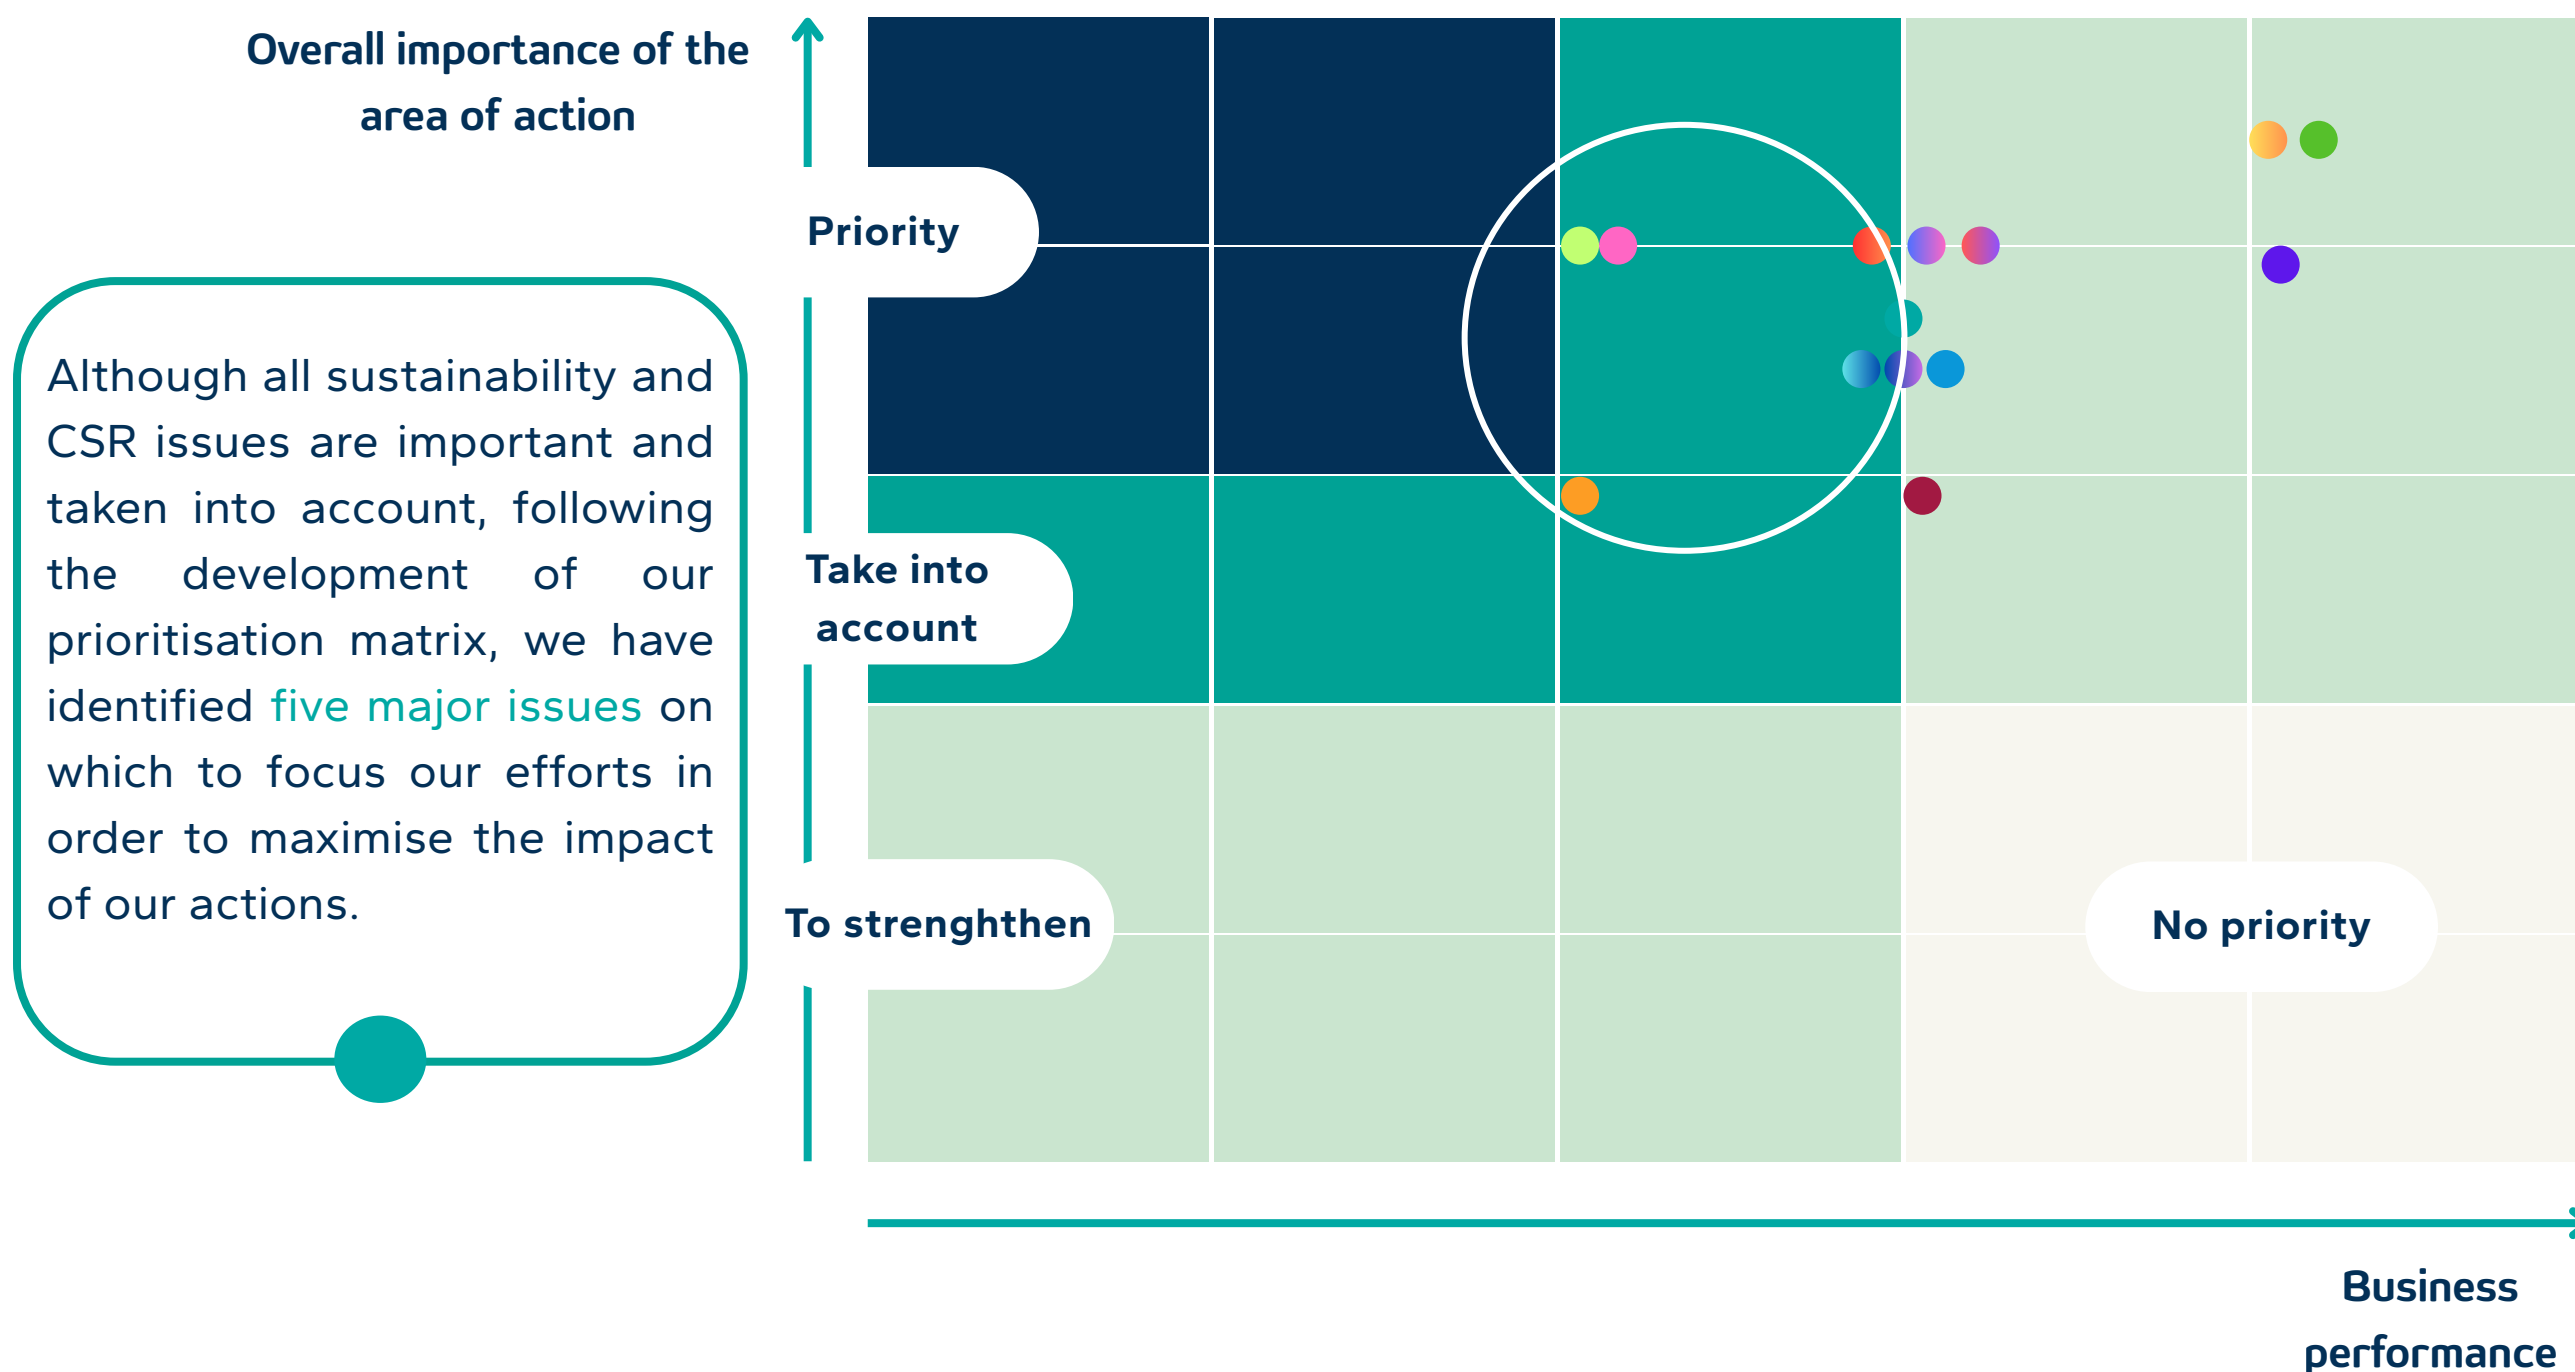 Overall importance of the
area of action
Priority
Although all sustainability and
CSR issues are important and
taken into account, following
the development of our
prioritisation matrix, we have
identified five major issues on
which to focus our efforts in
order to maximise the impact
of our actions.
Take into
account
To strenghthen
No priority
Business
performance